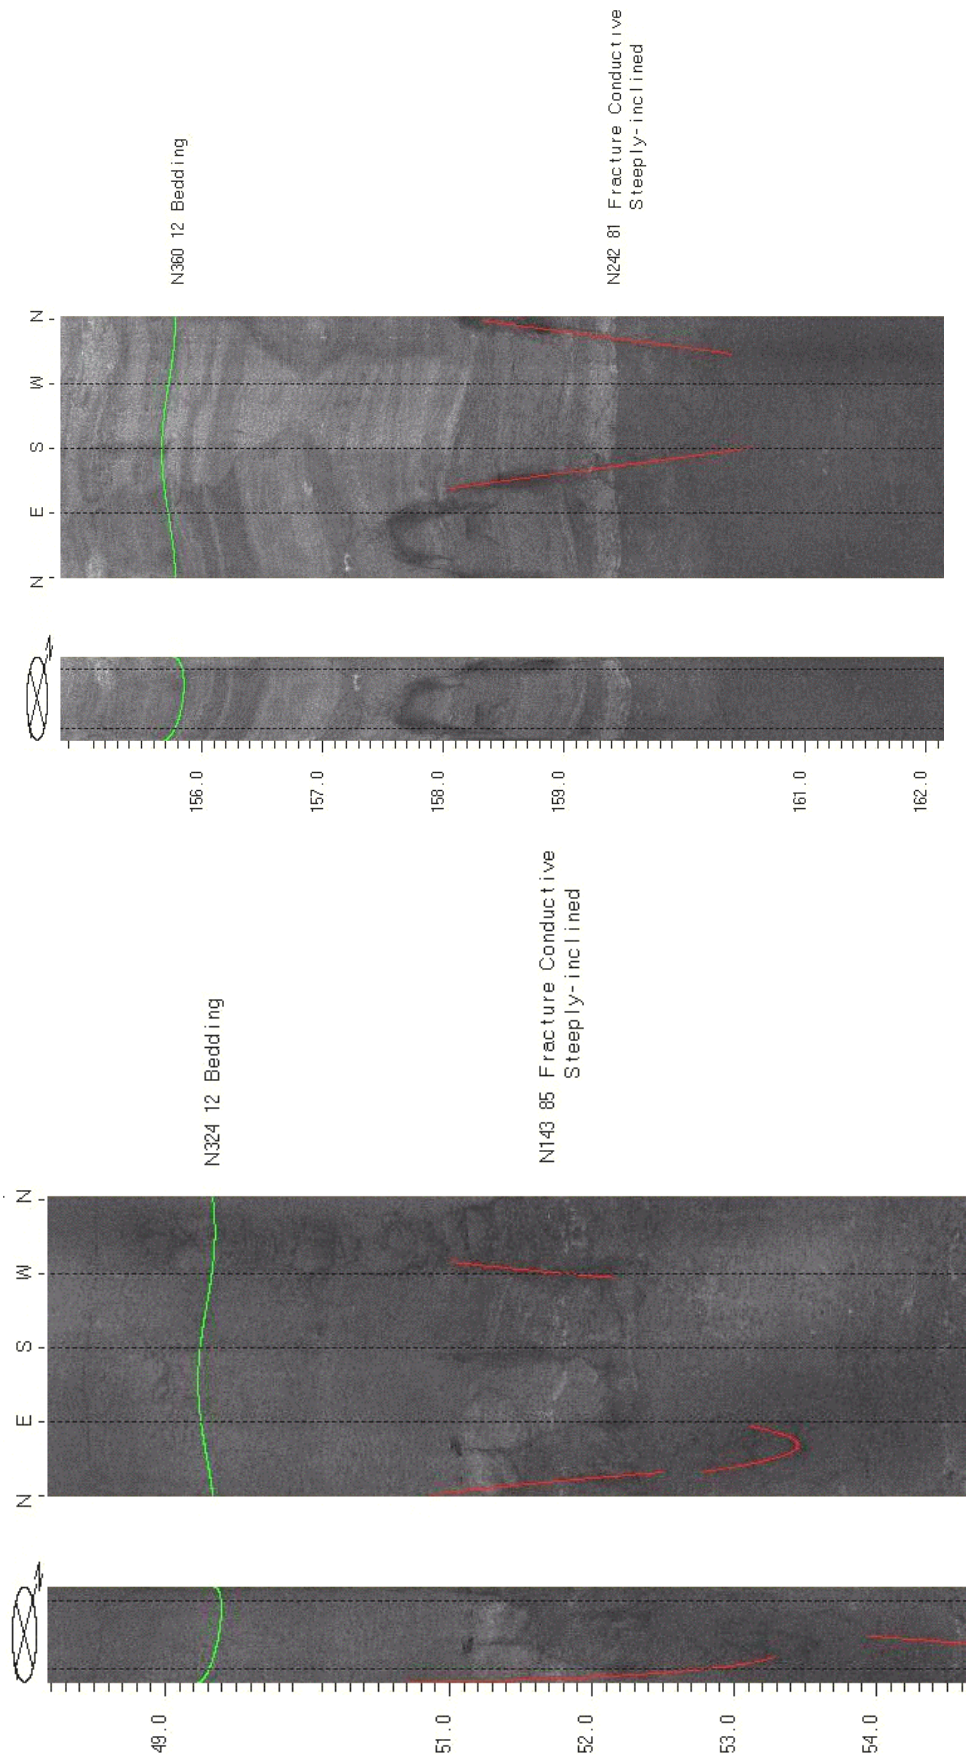 N360 12 Bedding
N242 81 Fracture Conductive
Steeply-inclined
N
W
S
E
N
156.0
157.0
158.0
159.0
161.0
162.0
N324 12 Bedding
N143 85 Fracture Conductive
Steeply-inclined
N
W
S
E
N
49.0
51.0
52.0
53.0
54.0